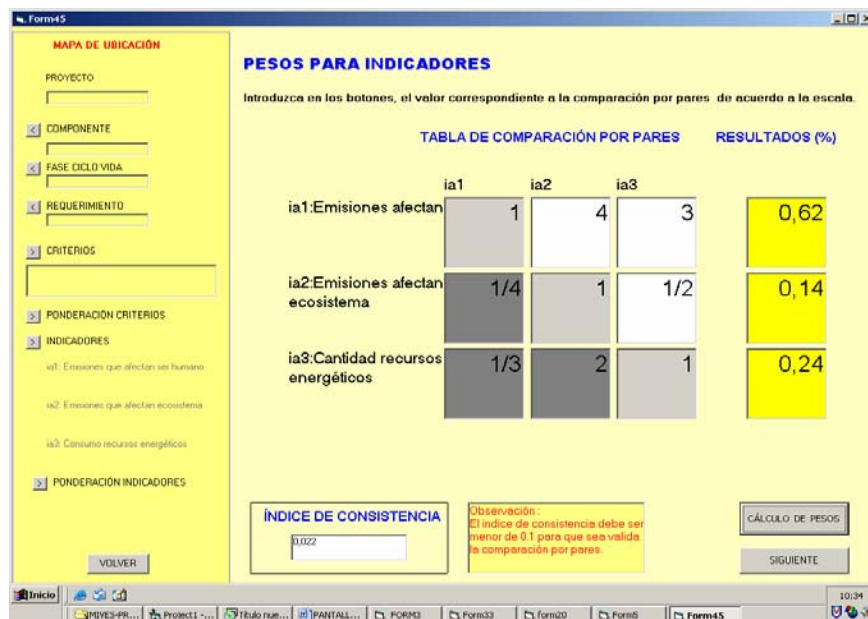 Form45
MAPA DE UBICACIÓN
PROYECTO
< COMPONENTE
< FASE CICLO VIDA
< REQUERIMIENTO
> CRITERIOS
> PONDERACIÓN CRITERIOS
> INDICADORES
ia1: Emisiones que afectan ser humano
ia2: Emisiones que afectan ecosistema
ia3: Consumo recursos energéticos
> PONDERACIÓN INDICADORES
VOLVER
PESOS PARA INDICADORES
Introduzca en los botones, el valor correspondiente a la comparación por pares de acuerdo a la escala.
TABLA DE COMPARACIÓN POR PARES RESULTADOS (%)
ia1 ia2 ia3
ia1:Emisiones afectan 1 4 3 0,62
ia2:Emisiones afectan
ecosistema 1/4 1 1/2 0,14
ia3:Cantidad recursos
energéticos 1/3 2 1 0,24
ÍNDICE DE CONSISTENCIA
0,022
Observación :
El indice de consistencia debe ser
menor de 0.1 para que sea valida
la comparación por pares.
CÁLCULO DE PESOS
SIGUIENTE
Inicio 10:34
MIVES-PR... Project1 -... Título nue... PANTALL... FORM3 Form33 form20 Form5 Form45